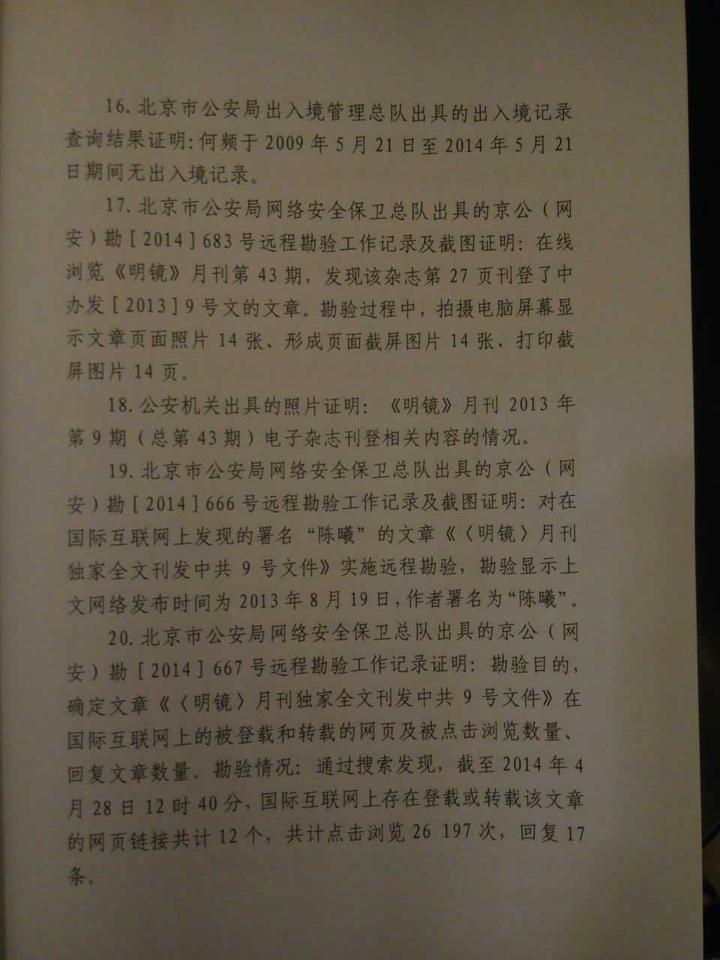 16. 北京市公安局出入境管理总队出具的出入境记录
查询结果证明:何频于 2009 年 5 月 21 日至 2014 年 5 月 21
日期间无出入境记录。
17. 北京市公安局网络安全保卫总队出具的京公(网
安)勘[2014]683 号远程勘验工作记录及截图证明: 在线
浏览《明镜》月刊第 43 期, 发现该杂志第 27 页刊登了中
办发[2013]9 号文的文章。勘验过程中, 拍摄电脑屏幕显
示文章页面照片 14 张、形成页面截屏图片 14 张、打印截
屏图片 14 页。
18. 公安机关出具的照片证明: 《明镜》月刊 2013 年
第 9 期(总第 43 期)电子杂志刊登相关内容的情况。
19. 北京市公安局网络安全保卫总队出具的京公(网
安)勘[2014]666 号远程勘验工作记录及截图证明: 对在
国际互联网上发现的署名“陈曦”的文章《〈明镜〉月刊
独家全文刊发中共 9 号文件》实施远程勘验, 勘验显示上
文网络发布时间为 2013 年 8 月 19 日, 作者署名为“陈曦”。
20. 北京市公安局网络安全保卫总队出具的京公(网
安)勘[2014]667 号远程勘验工作记录证明: 勘验目的,
确定文章《〈明镜〉月刊独家全文刊发中共 9 号文件》在
国际互联网上的被登载和转载的网页及被点击浏览数量、
回复文章数量。勘验情况: 通过搜索发现, 截至 2014 年 4
月 28 日 12 时 40 分, 国际互联网上存在登载或转载该文章
的网页链接共计 12 个, 共计点击浏览 26 197 次, 回复 17
条。